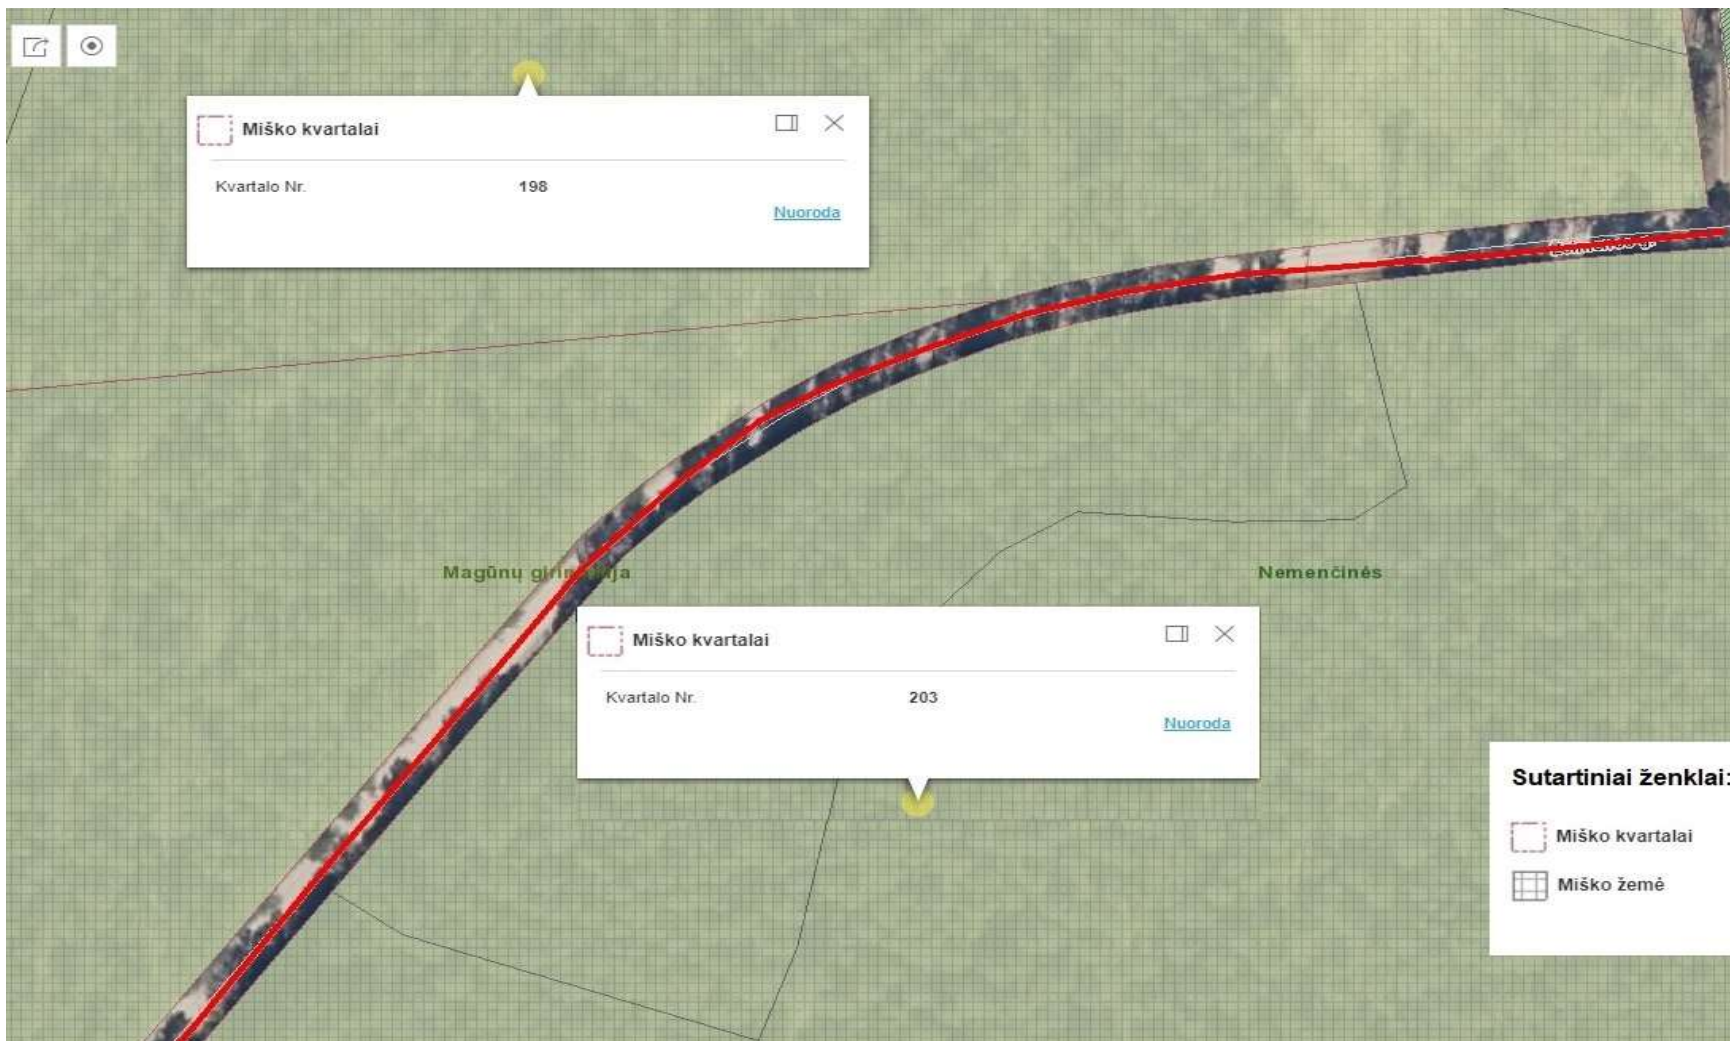 Miško kvartalai
Kvartalo Nr. 198
Nuoroda
Magūnų
Nemenčinės
Miško kvartalai
Kvartalo Nr. 203
Nuoroda
Sutartiniai ženklai:
Miško kvartalai
Miško žemė